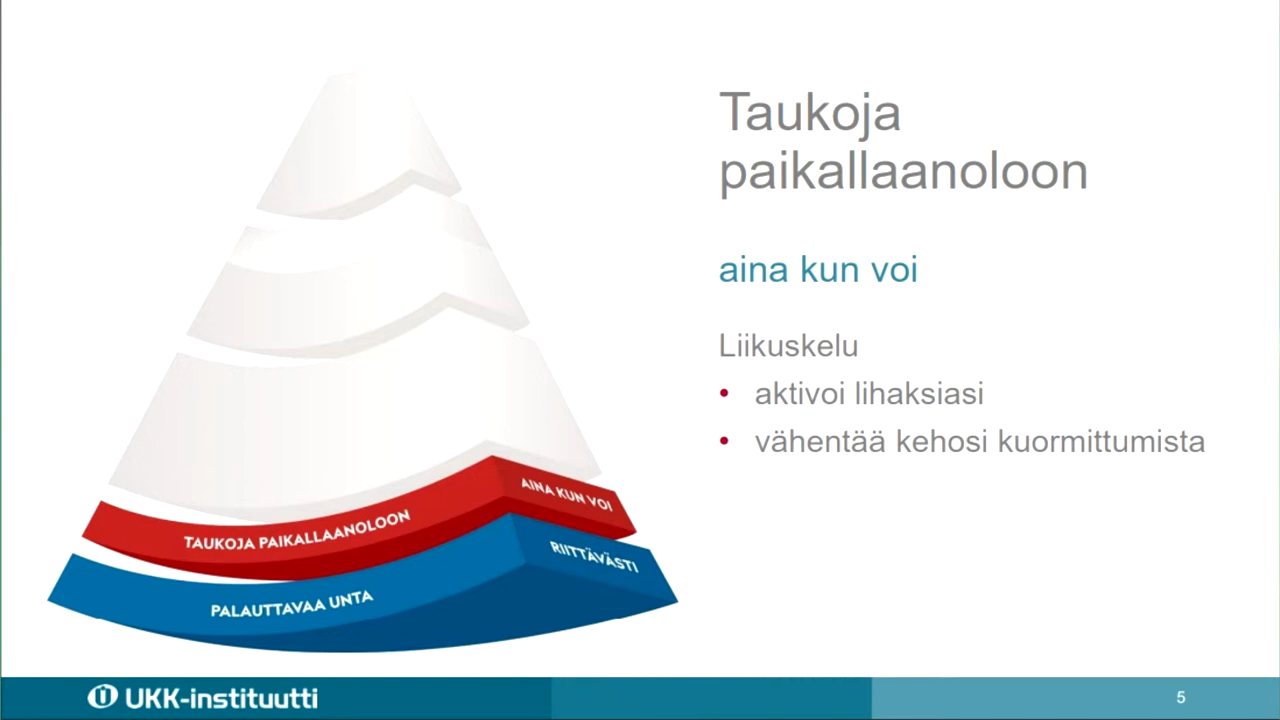 Taukoja
paikallaanoloon
aina kun voi
Liikuskelu
• aktivoi lihaksiasi
• vähentää kehosi kuormittumista
TAUKOJA PAIKALLAANOLOON
AINA KUN VOI
PALAUTTAVAA UNTA
RIITTÄVÄSTI
UKK-instituutti
5